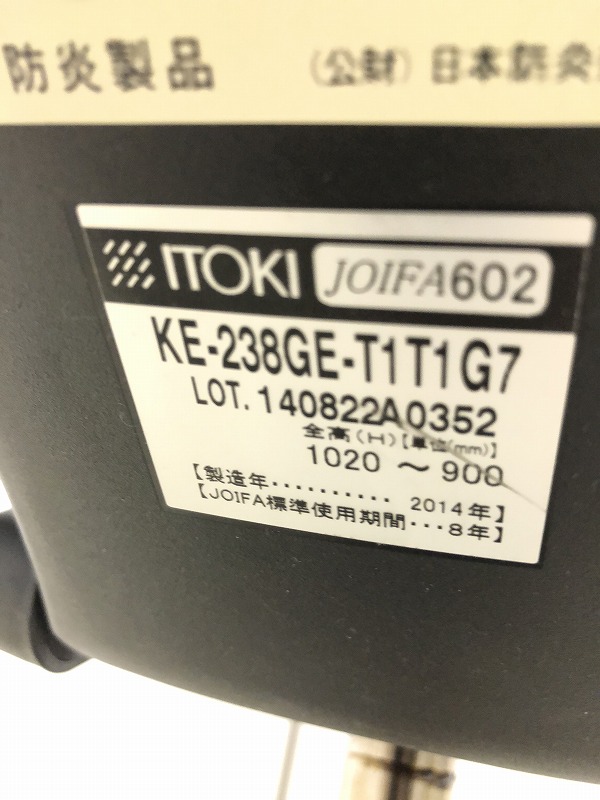 防炎製品 (公財)日本防炎
ITOKI JOIFA602
KE-238GE-T1T1G7
LOT. 140822A0352
全高(H)【単位(mm)】
1020 ～ 900
【製造年.......... 2014年】
【JOIFA標準使用期間...8年】